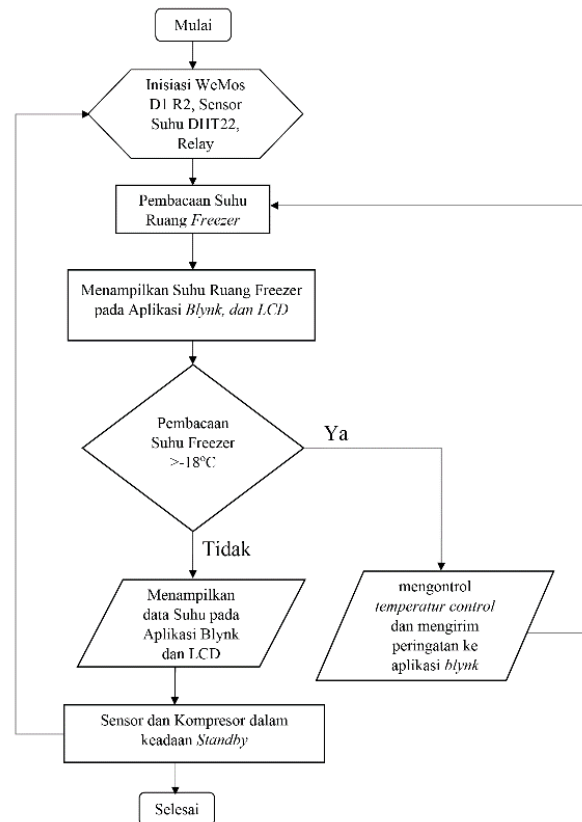 Mulai
Inisiasi WeMos
D1 R2, Sensor
Suhu DHT22,
Relay
Pembacaan Suhu
Ruang Freezer
Menampilkan Suhu Ruang Freezer
pada Aplikasi Blynk, dan LCD
Pembacaan
Suhu Freezer
>-18°C
Ya
Tidak
Menampilkan
data Suhu pada
Aplikasi Blynk
dan LCD
mengontrol
temperatur control
dan mengirim
peringatan ke
aplikasi blynk
Sensor dan Kompresor dalam
keadaan Standby
Selesai